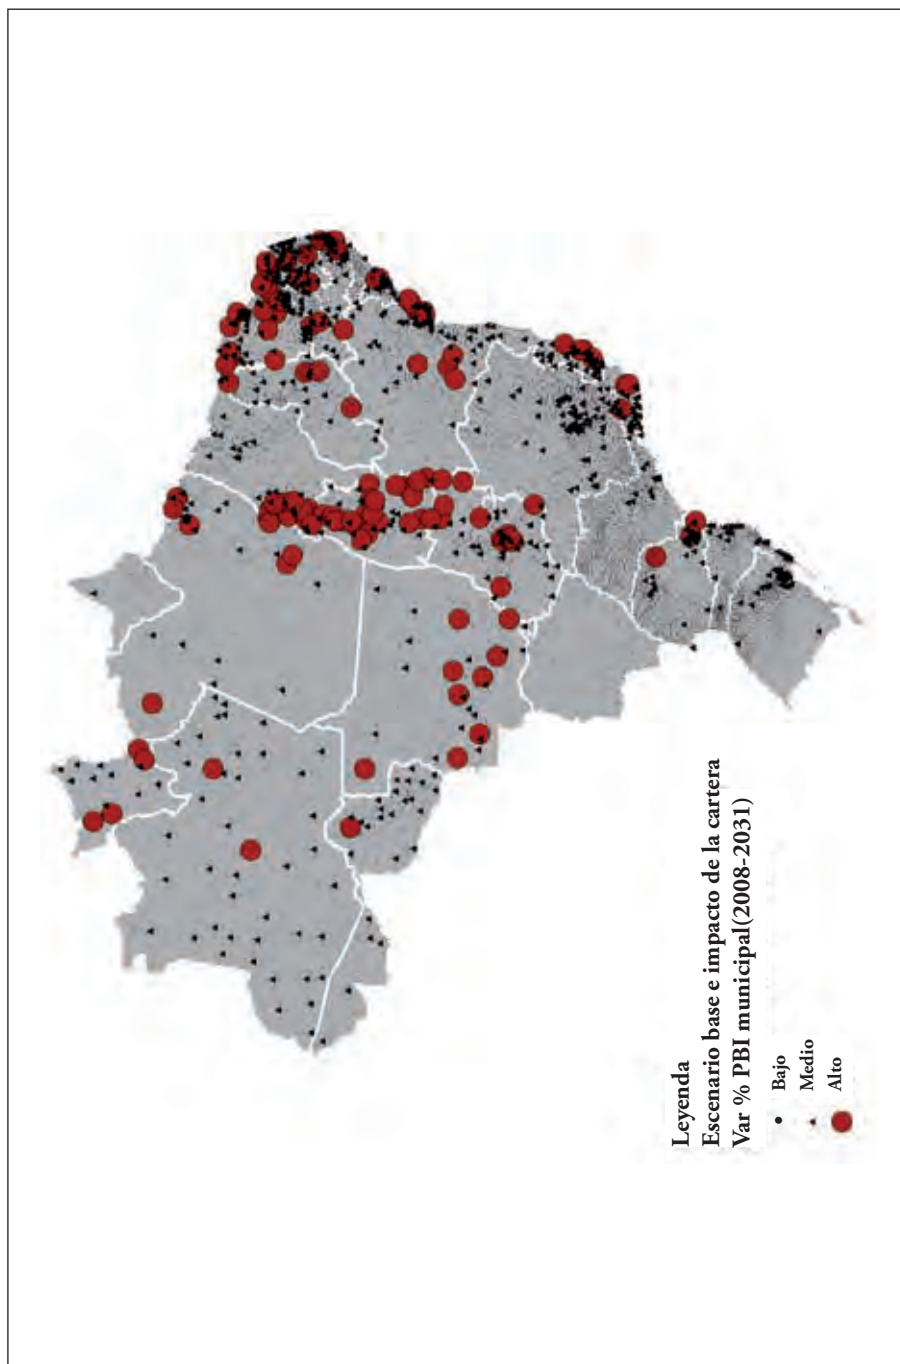 Leyenda
Escenario base e impacto de la cartera
Var % PBI municipal(2008-2031)
Bajo
Medio
Alto